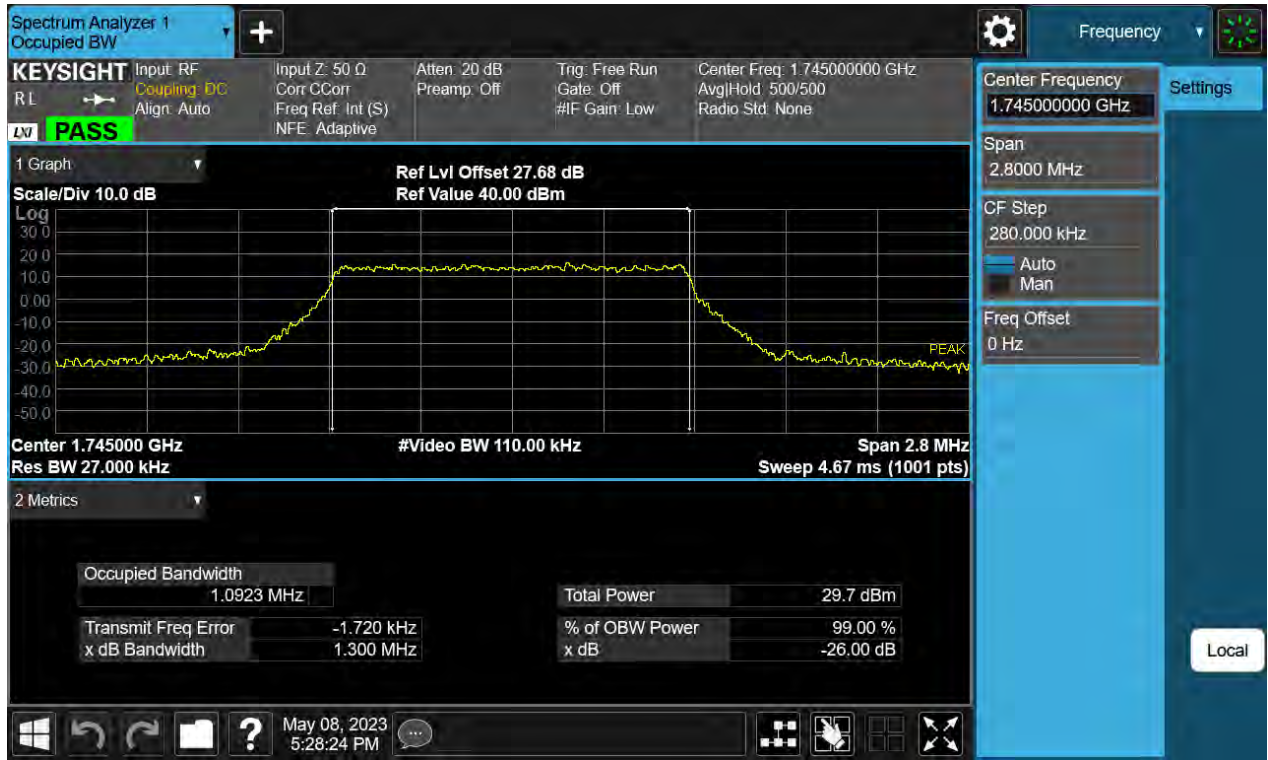 Spectrum Analyzer 1
Occupied BW
+
Frequency
KEYSIGHT
RL
LXI
PASS
Input: RF
Coupling: DC
Align: Auto
Input Z: 50 Ω
Corr CCorr
Freq Ref: Int (S)
NFE: Adaptive
Atten: 20 dB
Preamp: Off
Trig: Free Run
Gate: Off
#IF Gain: Low
Center Freq: 1.745000000 GHz
Avg|Hold: 500/500
Radio Std: None
1 Graph
Scale/Div 10.0 dB
Ref Lvl Offset 27.68 dB
Ref Value 40.00 dBm
Log
30.0
20.0
10.0
0.00
-10.0
-20.0
-30.0
-40.0
-50.0
PEAK
Center 1.745000 GHz
#Video BW 110.00 kHz
Span 2.8 MHz
Res BW 27.000 kHz
Sweep 4.67 ms (1001 pts)
2 Metrics
Occupied Bandwidth
1.0923 MHz
Total Power 29.7 dBm
Transmit Freq Error -1.720 kHz
% of OBW Power 99.00 %
x dB Bandwidth 1.300 MHz
x dB -26.00 dB
?
May 08, 2023
5:28:24 PM
Center Frequency
1.745000000 GHz
Settings
Span
2.8000 MHz
CF Step
280.000 kHz
Auto
Man
Freq Offset
0 Hz
Local